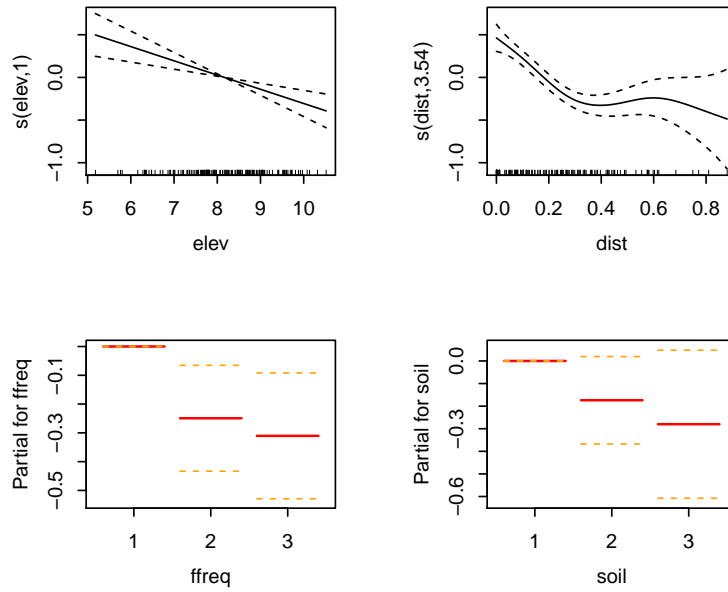 s(elev,1)
0.0
−1.0
5 6 7 8 9 10
elev
s(dist,3.54)
0.0
−1.0
0.0 0.2 0.4 0.6 0.8
dist
Partial for ffreq
−0.1
−0.3
−0.5
1 2 3
ffreq
Partial for soil
0.0
−0.3
−0.6
1 2 3
soil